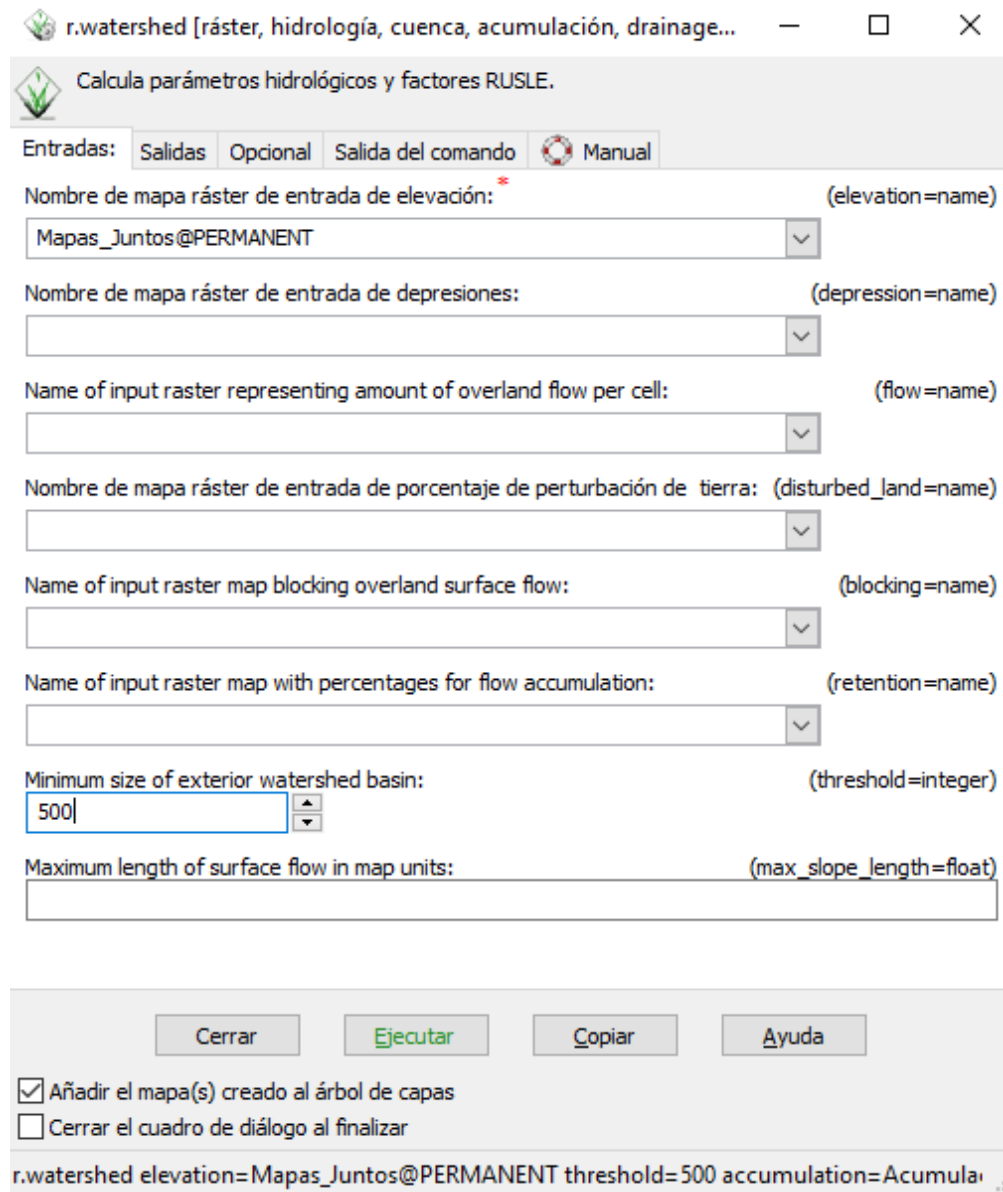 r.watershed [ráster, hidrología, cuenca, acumulación, drainage...
Calcula parámetros hidrológicos y factores RUSLE.
Entradas: Salidas Opcional Salida del comando Manual
Nombre de mapa ráster de entrada de elevación:* (elevation=name)
Mapas_Juntos@PERMANENT
Nombre de mapa ráster de entrada de depresiones: (depression=name)
Name of input raster representing amount of overland flow per cell: (flow=name)
Nombre de mapa ráster de entrada de porcentaje de perturbación de tierra: (disturbed_land=name)
Name of input raster map blocking overland surface flow: (blocking=name)
Name of input raster map with percentages for flow accumulation: (retention=name)
Minimum size of exterior watershed basin: (threshold=integer)
500
Maximum length of surface flow in map units: (max_slope_length=float)
Cerrar Ejecutar Copiar Ayuda
Añadir el mapa(s) creado al árbol de capas
Cerrar el cuadro de diálogo al finalizar
r.watershed elevation=Mapas_Juntos@PERMANENT threshold=500 accumulation=Acumula